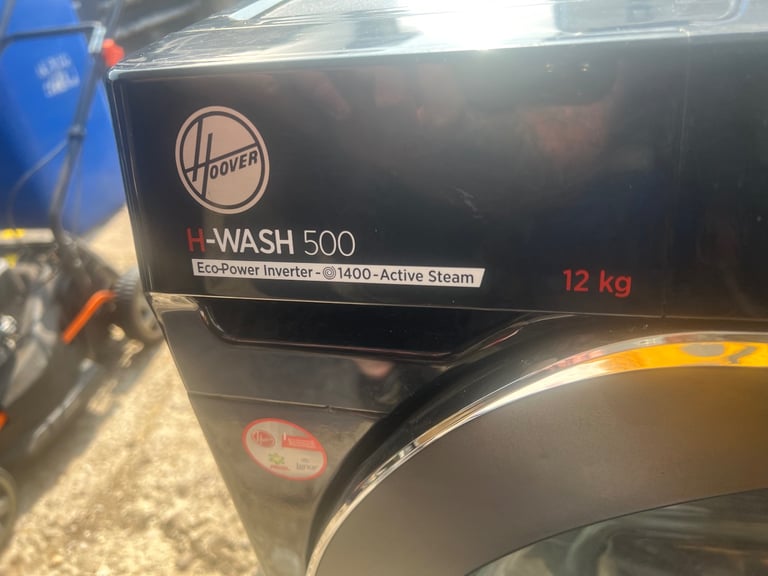 HOOVER
H-WASH 500
Eco-Power Inverter - 1400 - Active Steam
12 kg